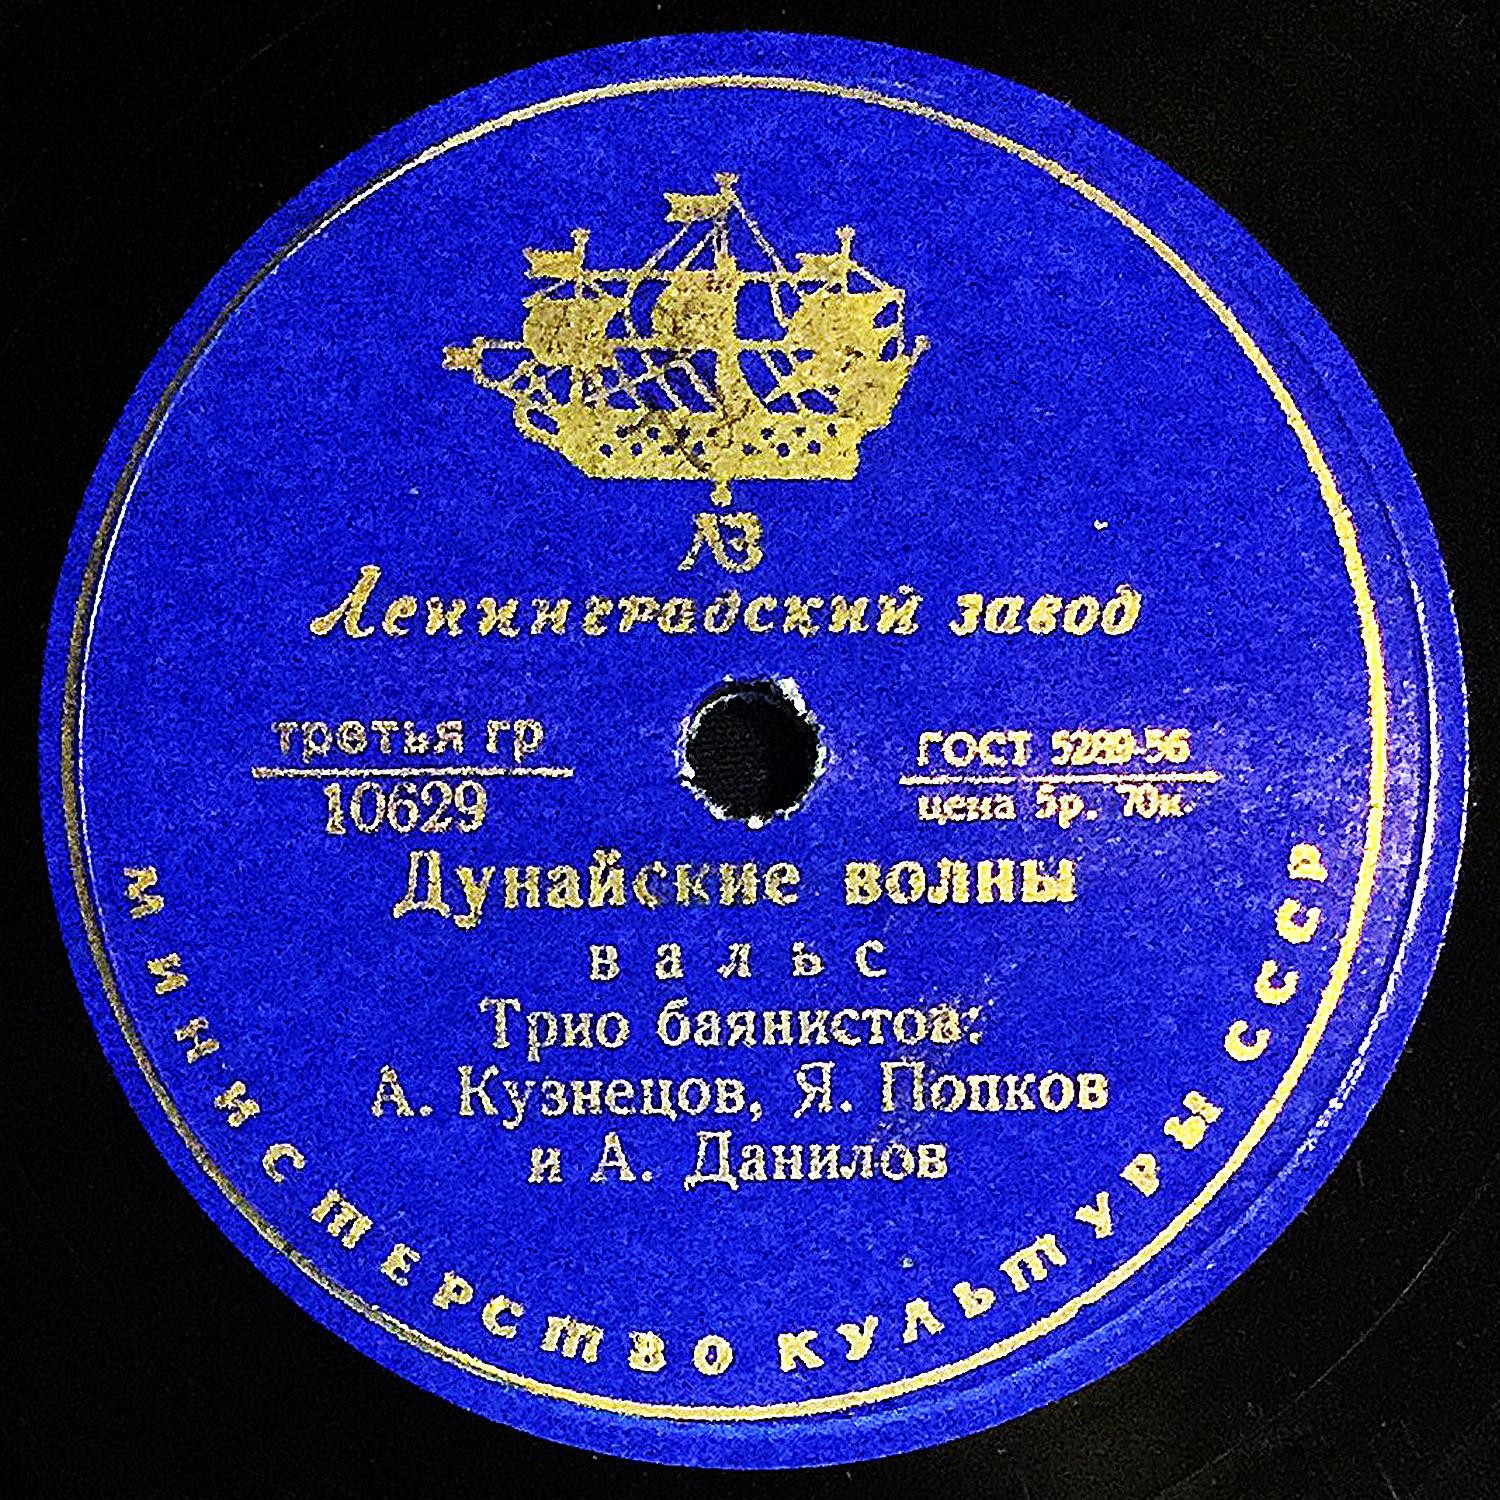 ЛЗ
Ленинградский завод
третья гр
10629
ГОСТ 5289-56
цена 5р. 70к.
Дунайские волны
вальс
Трио баянистов:
А. Кузнецов, Я. Попков
и А. Данилов
МИНИСТЕРСТВО КУЛЬТУРЫ СССР